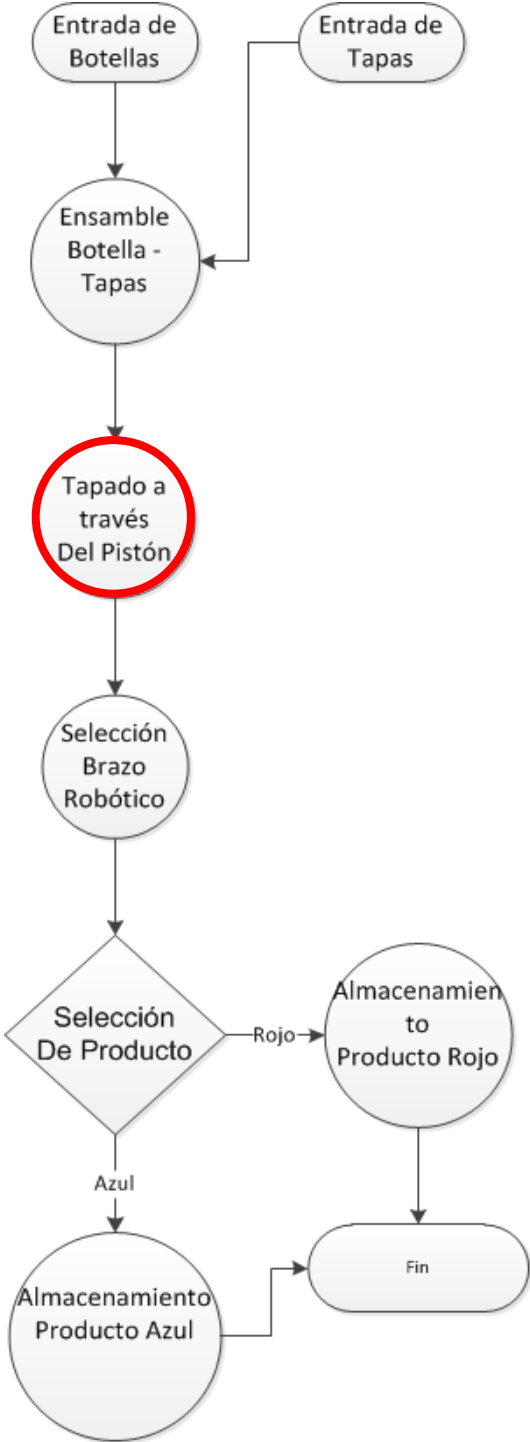 Entrada de
Botellas
Entrada de
Tapas
Ensamble
Botella -
Tapas
Tapado a
través
Del Pistón
Selección
Brazo
Robótico
Selección
De Producto
Rojo
Almacenamien
to
Producto Rojo
Azul
Almacenamiento
Producto Azul
Fin